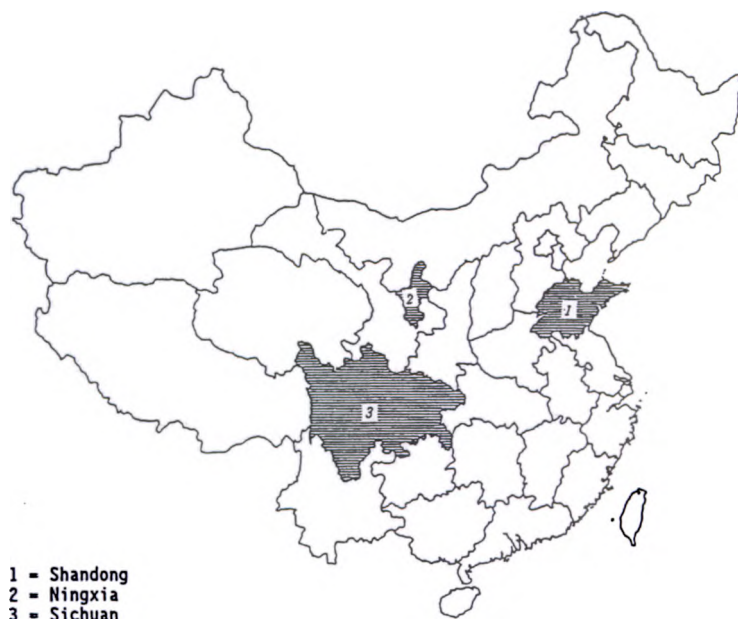 1
2
3
1 = Shandong
2 = Ningxia
3 = Sichuan